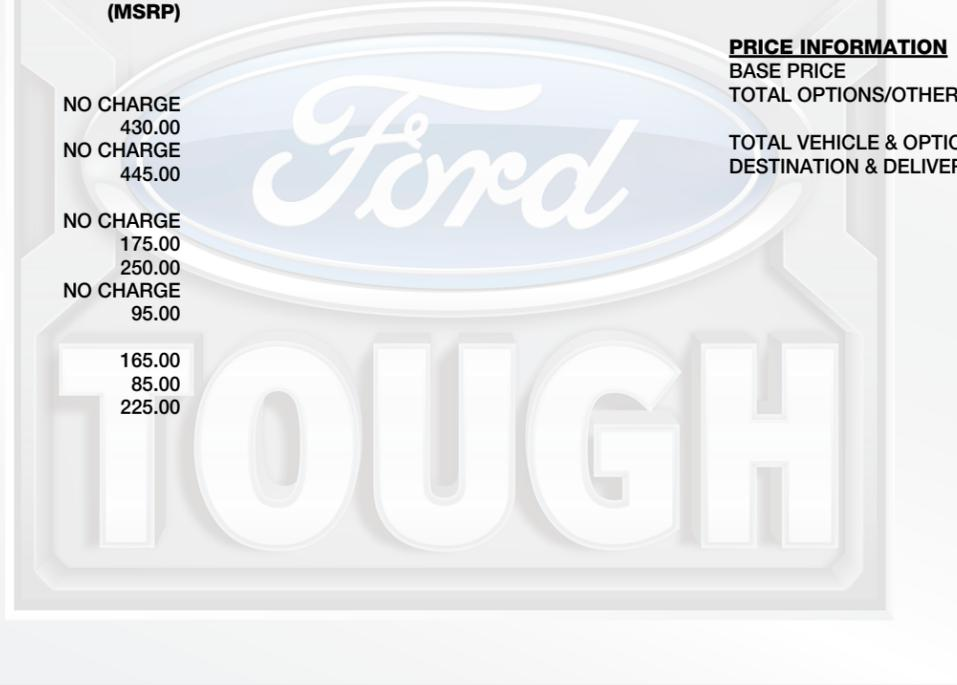 (MSRP)
NO CHARGE
430.00
NO CHARGE
445.00
NO CHARGE
175.00
250.00
NO CHARGE
95.00
165.00
85.00
225.00
PRICE INFORMATION
BASE PRICE
TOTAL OPTIONS/OTHER
TOTAL VEHICLE & OPTIO
DESTINATION & DELIVER
Ford
TOUGH